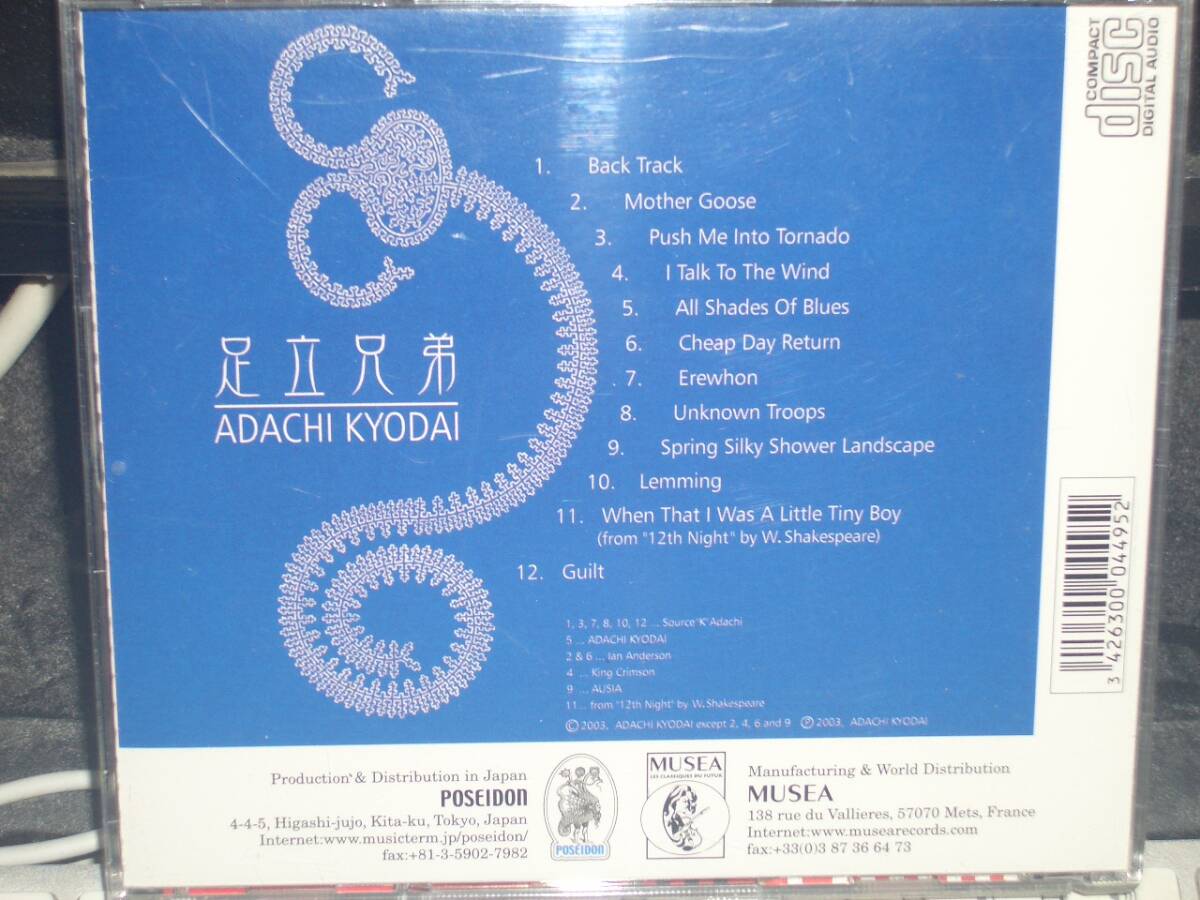 COMPACT
disc
DIGITAL AUDIO
1. Back Track
2. Mother Goose
3. Push Me Into Tornado
4. I Talk To The Wind
5. All Shades Of Blues
6. Cheap Day Return
7. Erewhon
8. Unknown Troops
9. Spring Silky Shower Landscape
10. Lemming
11. When That I Was A Little Tiny Boy
(from "12th Night" by W. Shakespeare)
12. Guilt
足立兄弟
ADACHI KYODAI
1, 3, 7, 8, 10, 12 ... Source "K" Adachi
5 ... ADACHI KYODAI
2 & 6 ... Ian Anderson
4 ... King Crimson
9 ... AUSIA
11 ... from "12th Night" by W. Shakespeare
Ⓒ2003, ADACHI KYODAI except 2, 4, 6 and 9 Ⓟ2003, ADACHI KYODAI
3 426300 044952
Production & Distribution in Japan
POSEIDON
4-4-5, Higashi-jujo, Kita-ku, Tokyo, Japan
Internet:www.musicterm.jp/poseidon/
fax:+81-3-5902-7982
POSEIDON
MUSEA
LES CLASSIQUES DU FUTUR
Manufacturing & World Distribution
MUSEA
138 rue du Vallieres, 57070 Mets, France
Internet:www.musearecords.com
fax:+33(0)3 87 36 64 73